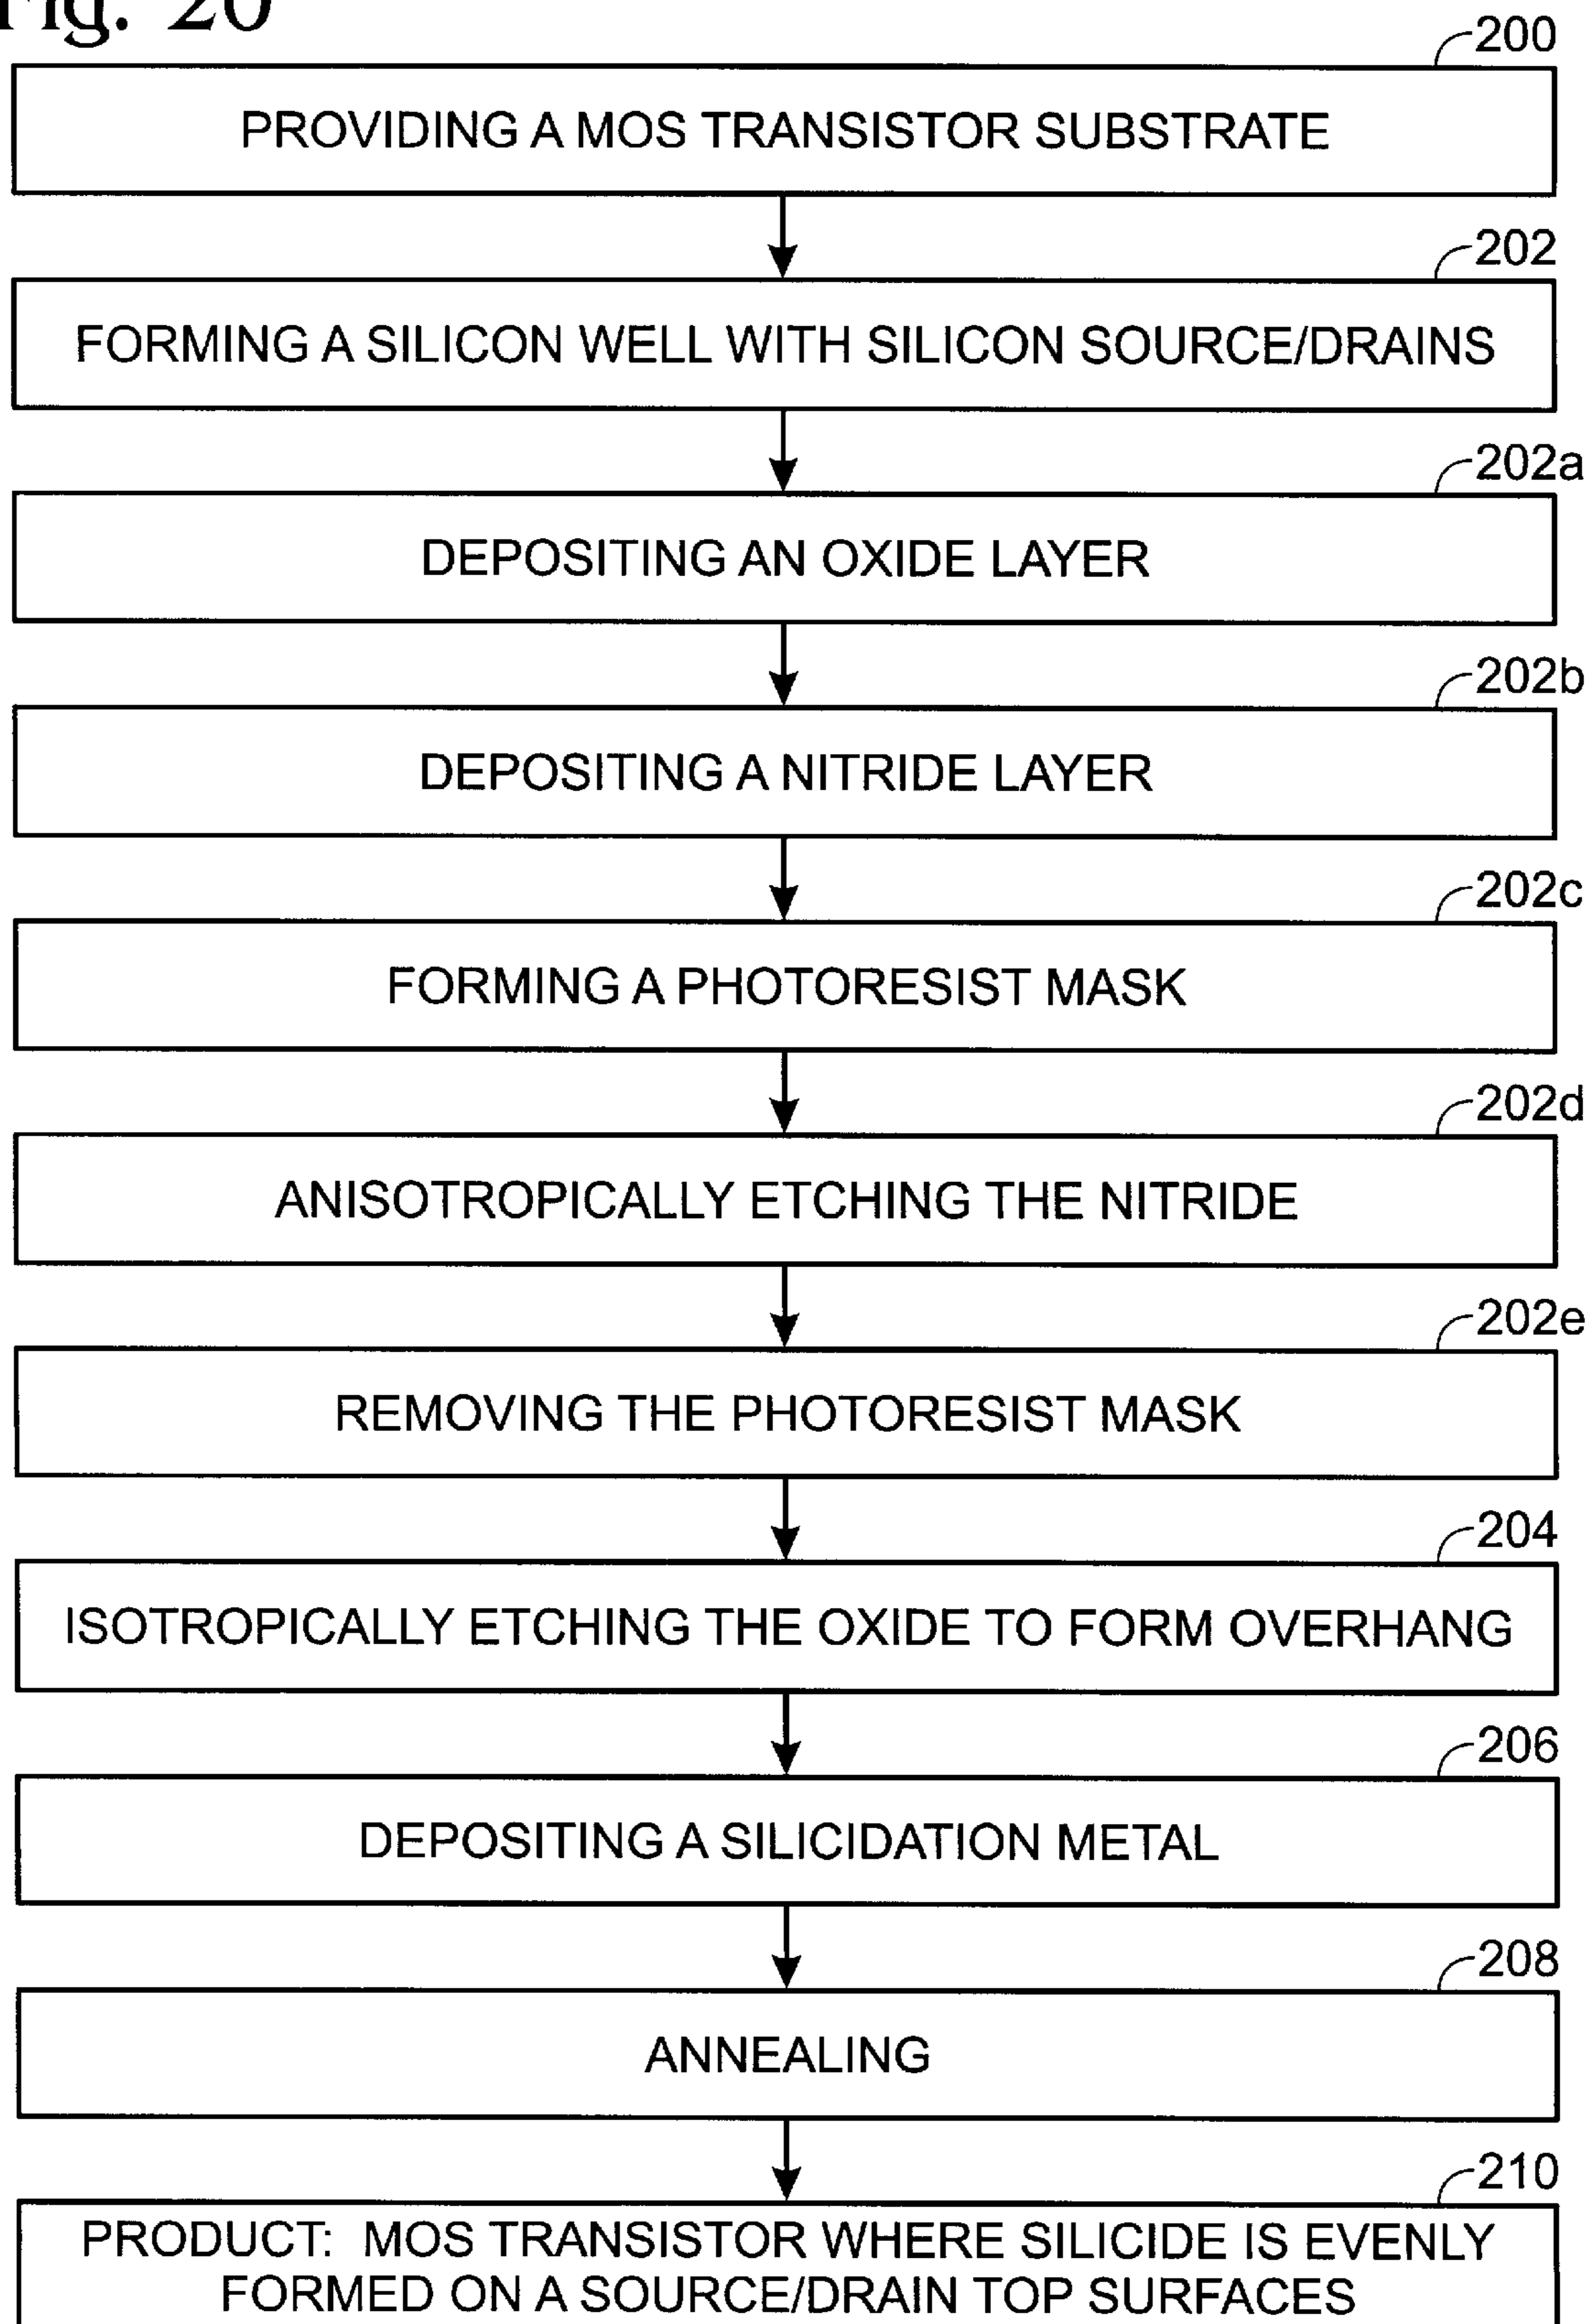 Fig. 20
200
PROVIDING A MOS TRANSISTOR SUBSTRATE
202
FORMING A SILICON WELL WITH SILICON SOURCE/DRAINS
202a
DEPOSITING AN OXIDE LAYER
202b
DEPOSITING A NITRIDE LAYER
202c
FORMING A PHOTORESIST MASK
202d
ANISOTROPICALLY ETCHING THE NITRIDE
202e
REMOVING THE PHOTORESIST MASK
204
ISOTROPICALLY ETCHING THE OXIDE TO FORM OVERHANG
206
DEPOSITING A SILICIDATION METAL
208
ANNEALING
210
PRODUCT: MOS TRANSISTOR WHERE SILICIDE IS EVENLY
FORMED ON A SOURCE/DRAIN TOP SURFACES